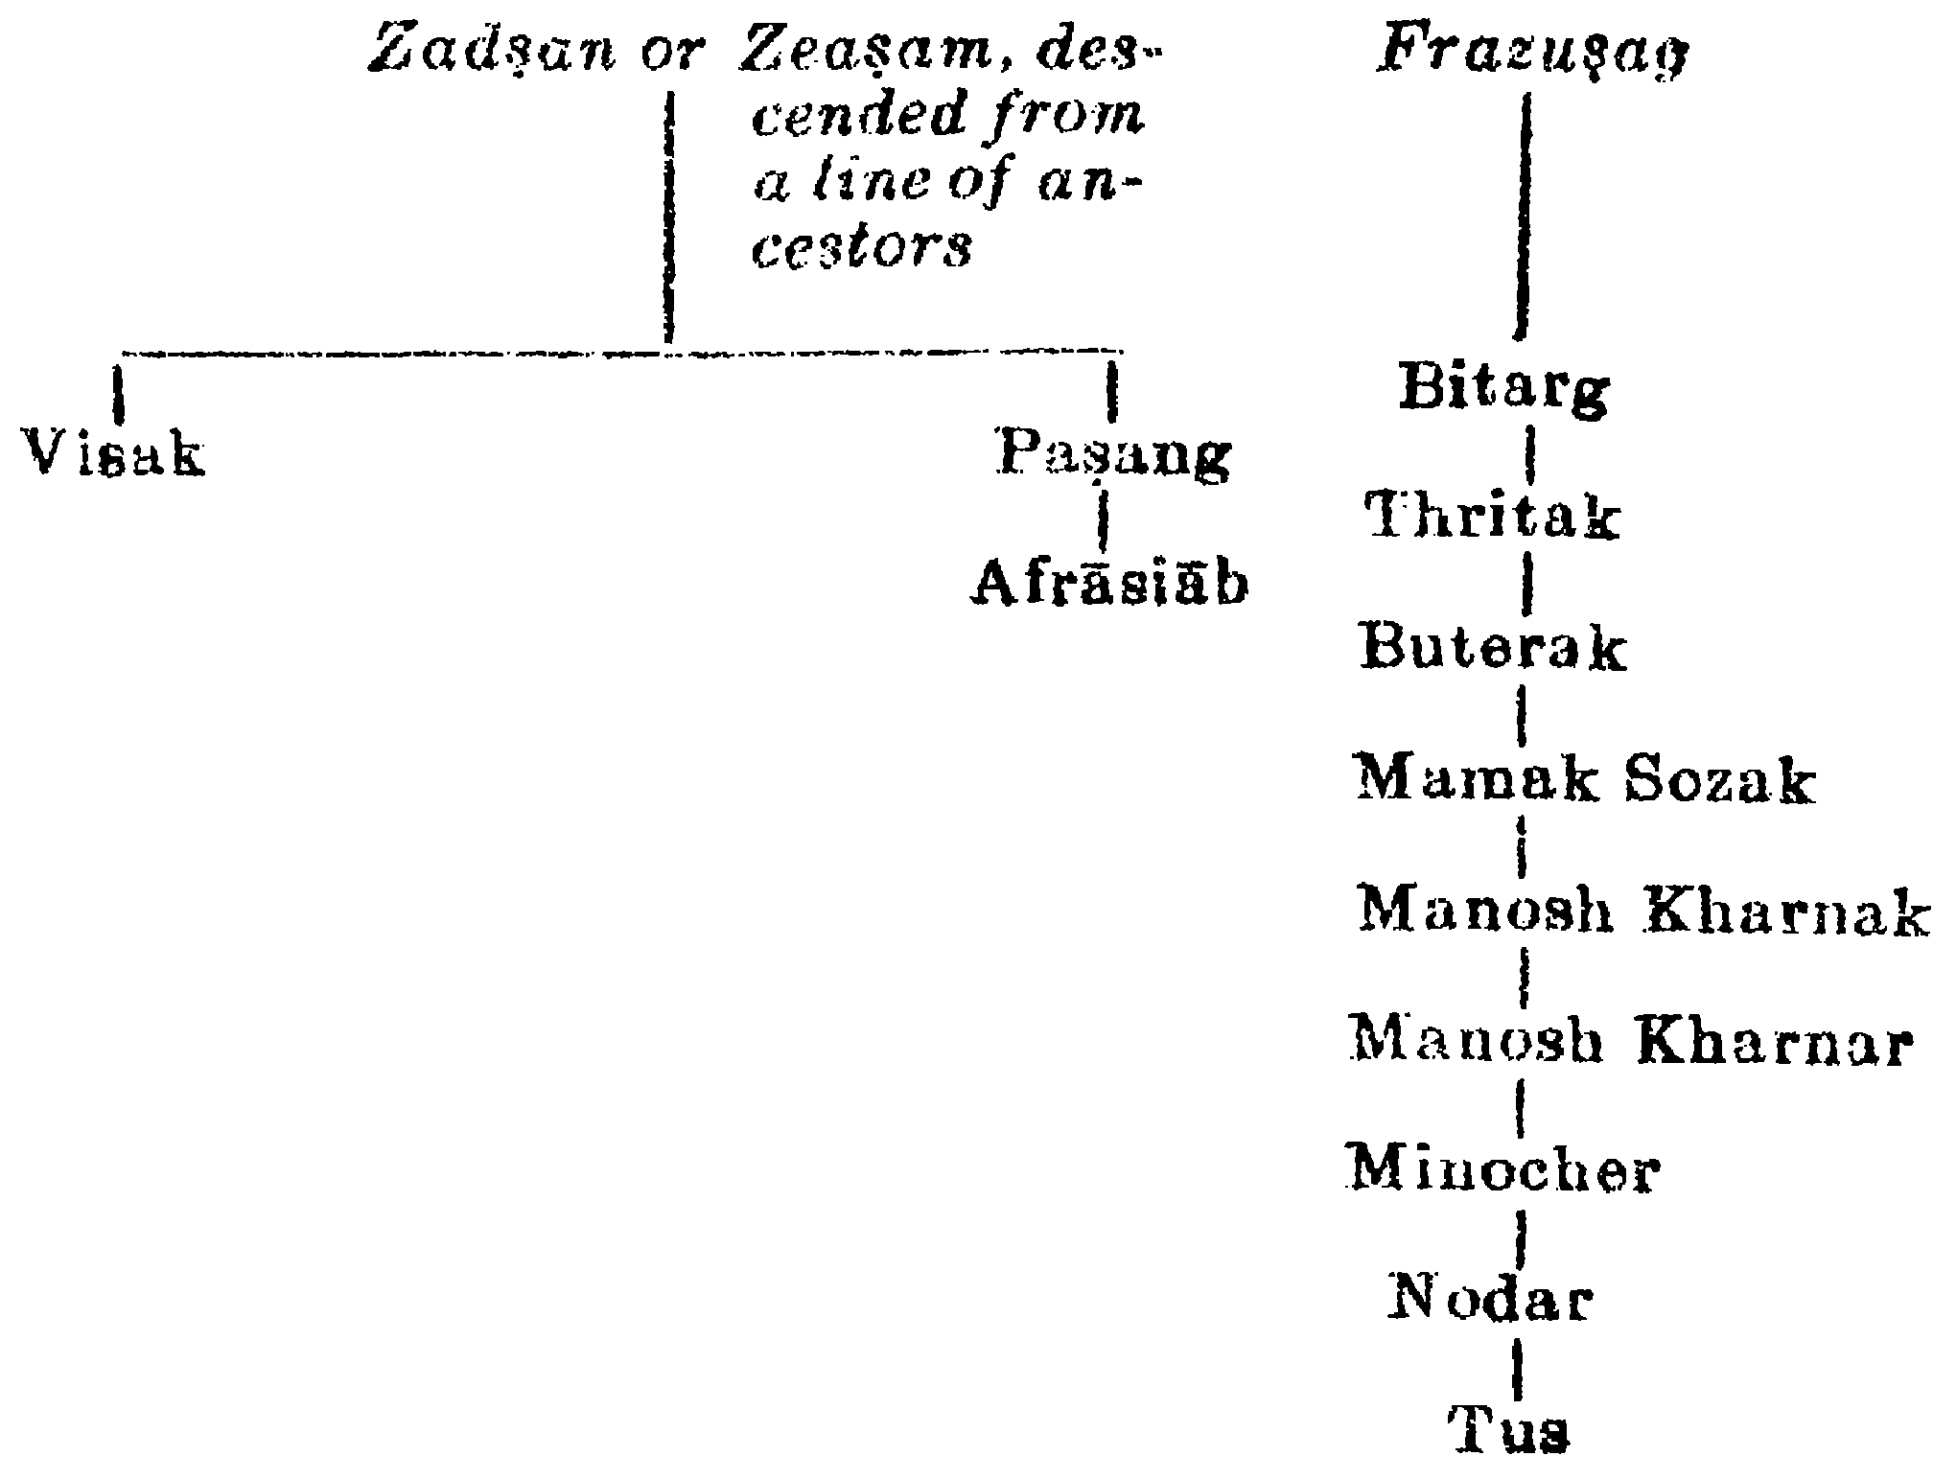 Zadṣan or Zeaṣam, des-
cended from
a line of an-
cestors
Visak
Paṣang
Afrāsiāb
Frazuṣag
Bitarg
Thritak
Buterak
Mamak Sozak
Manosh Kharnak
Manosh Kharnar
Minocher
Nodar
Tus